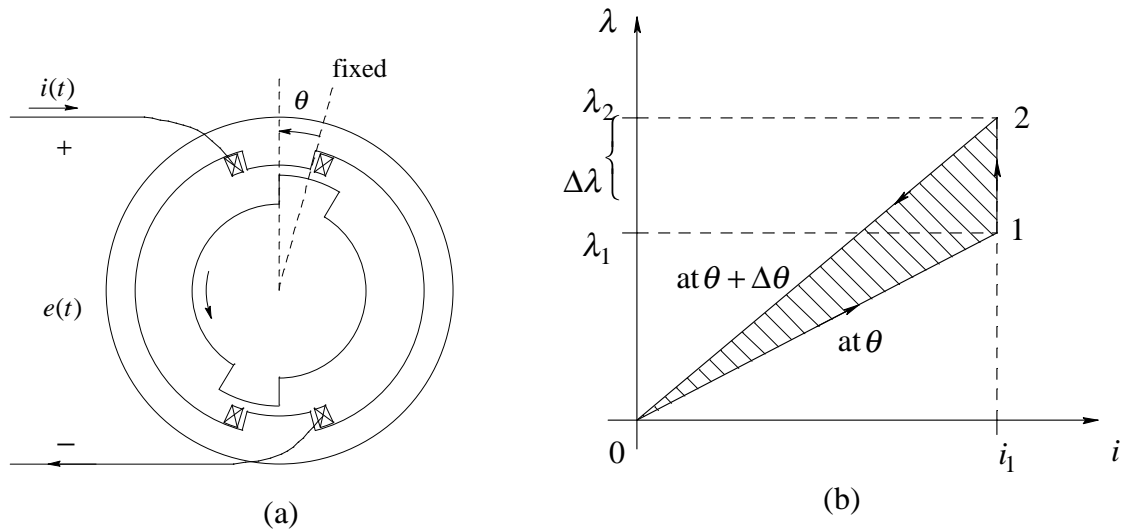 i(t)
+
θ
fixed
e(t)
−
(a)
λ
λ₂
Δλ
λ₁
2
1
at θ + Δθ
at θ
0
i₁
i
(b)